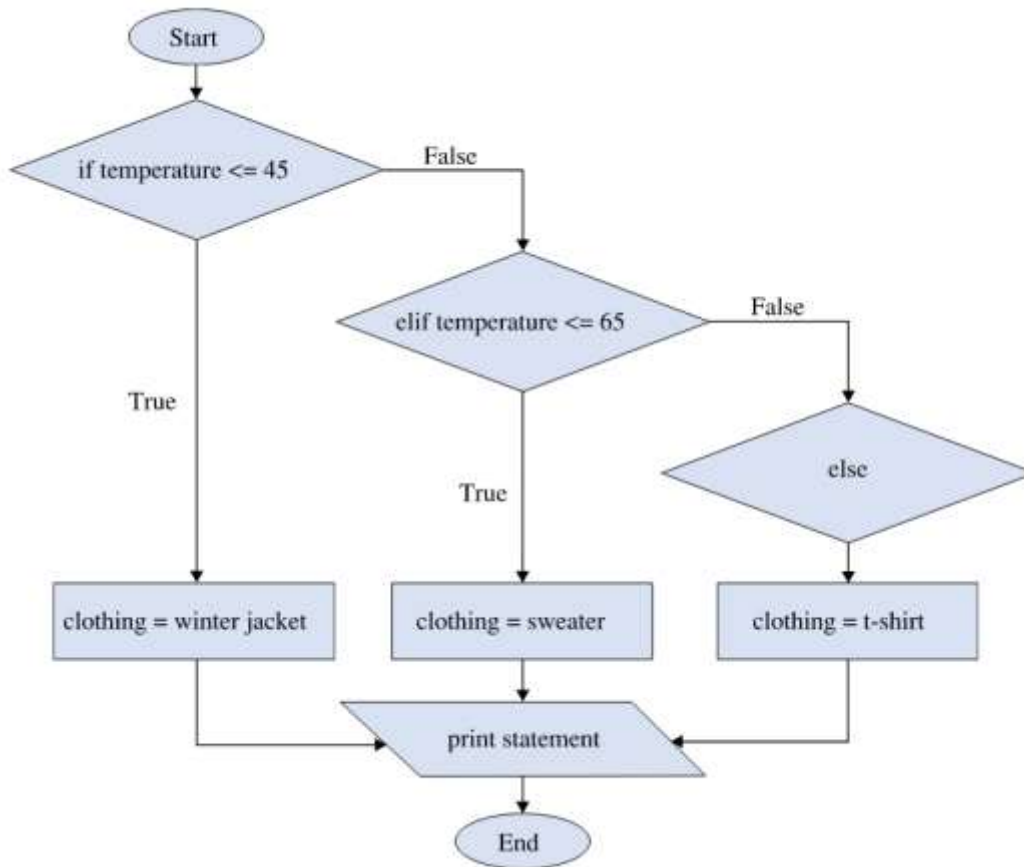 Start
if temperature <= 45
False
elif temperature <= 65
False
True
else
True
clothing = winter jacket
clothing = sweater
clothing = t-shirt
print statement
End